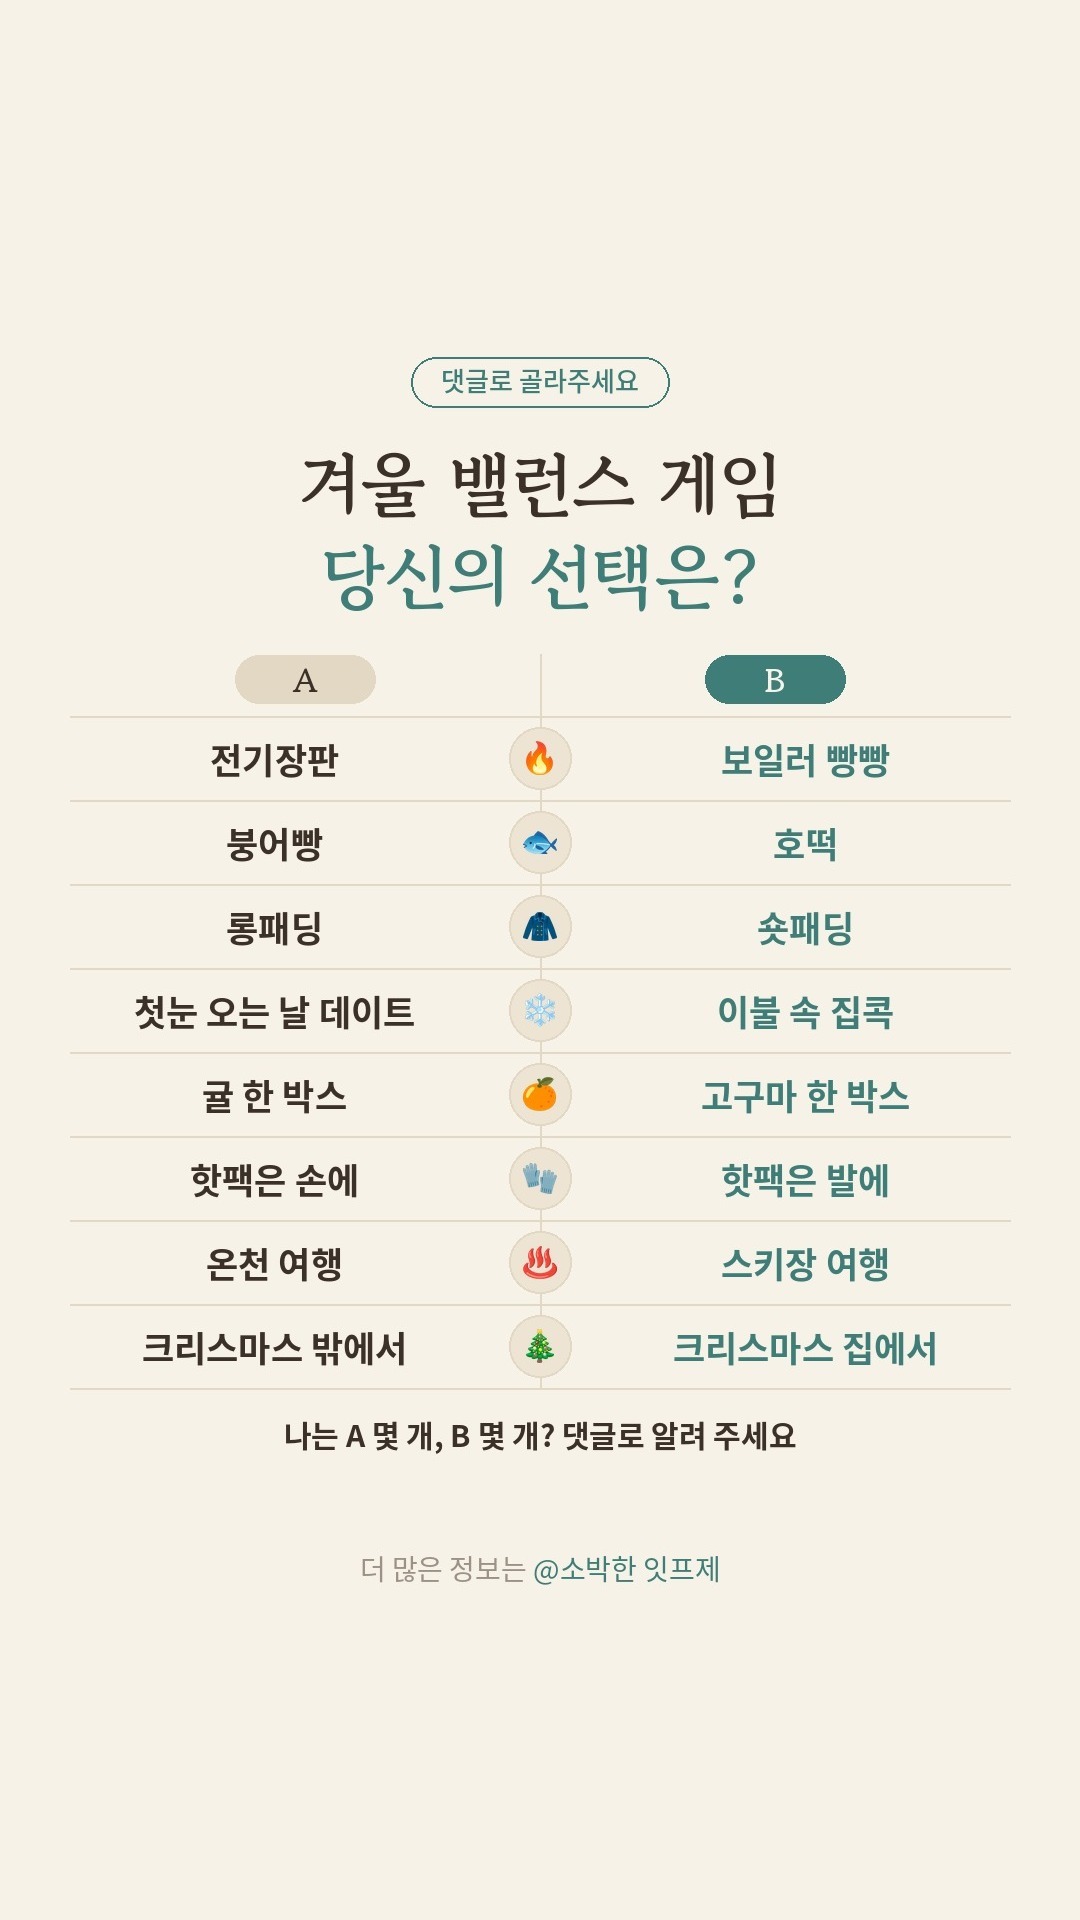 댓글로 골라주세요
겨울 밸런스 게임
당신의 선택은?
A B
전기장판 보일러 빵빵
붕어빵 호떡
롱패딩 숏패딩
첫눈 오는 날 데이트 이불 속 집콕
귤 한 박스 고구마 한 박스
핫팩은 손에 핫팩은 발에
온천 여행 스키장 여행
크리스마스 밖에서 크리스마스 집에서
나는 A 몇 개, B 몇 개? 댓글로 알려 주세요
더 많은 정보는 @소박한 잇프제